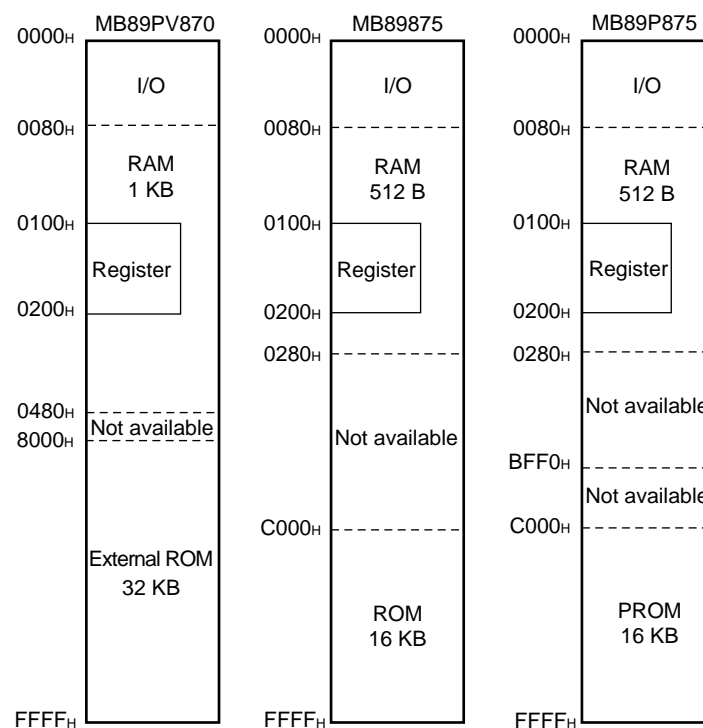 MB89PV870
0000H
I/O
0080H
RAM
1 KB
0100H
Register
0200H
0480H
Not available
8000H
External ROM
32 KB
FFFFH
MB89875
0000H
I/O
0080H
RAM
512 B
0100H
Register
0200H
0280H
Not available
C000H
ROM
16 KB
FFFFH
MB89P875
0000H
I/O
0080H
RAM
512 B
0100H
Register
0200H
0280H
Not available
BFF0H
Not available
C000H
PROM
16 KB
FFFFH